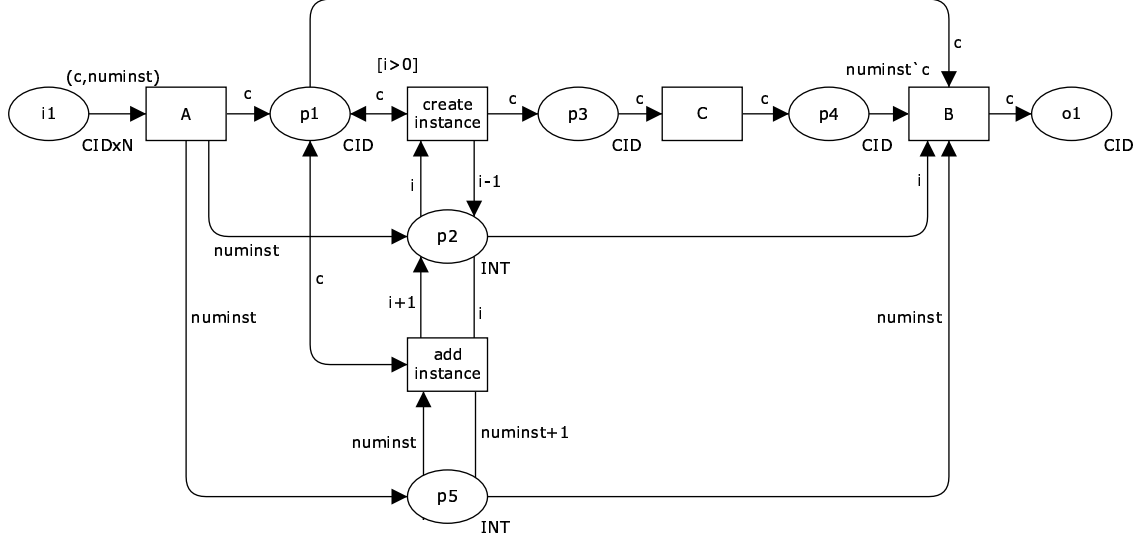 (c,numinst)
i1
CIDxN
A
c
p1
CID
c
[i>0]
create
instance
c
p3
CID
c
C
c
p4
CID
numinst`c
c
B
c
o1
CID
i
i-1
i
numinst
p2
INT
c
i+1
i
numinst
numinst
add
instance
numinst
numinst+1
p5
INT